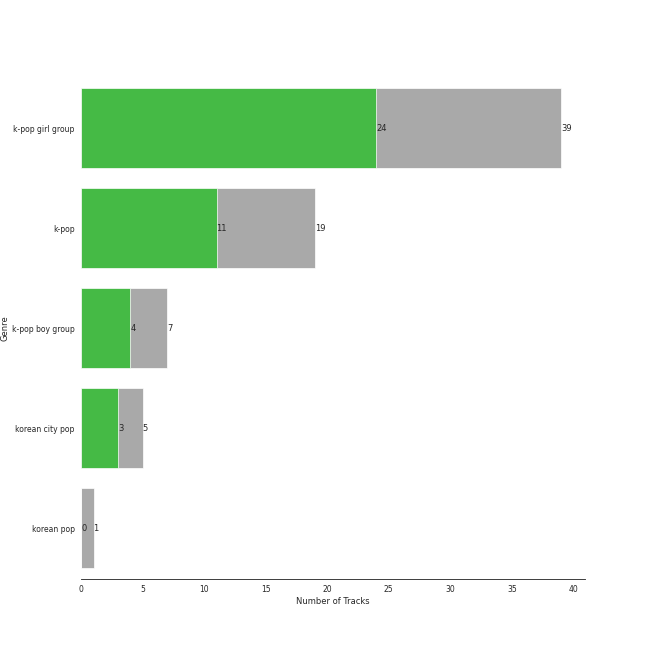 k-pop girl group
24
39
k-pop
11
19
k-pop boy group
4
7
korean city pop
3
5
korean pop
0
1
Genre
0 5 10 15 20 25 30 35 40
Number of Tracks